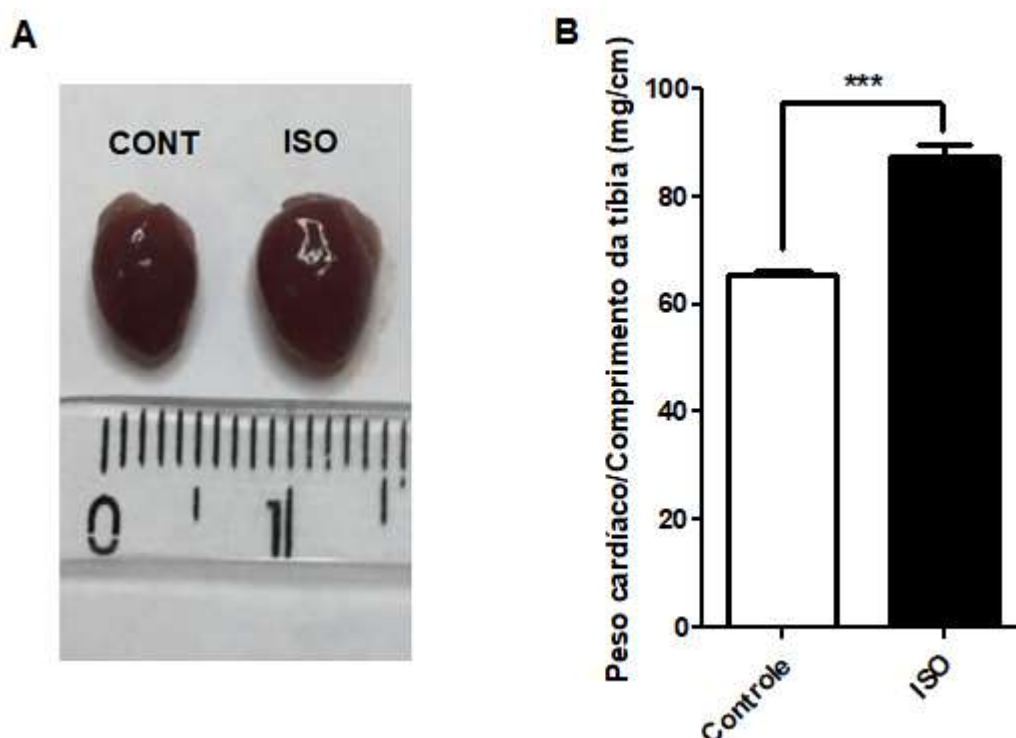 A
CONT ISO
0 1
B
Peso cardíaco/Comprimento da tíbia (mg/cm)
100
80
60
40
20
0
***
Controle
ISO